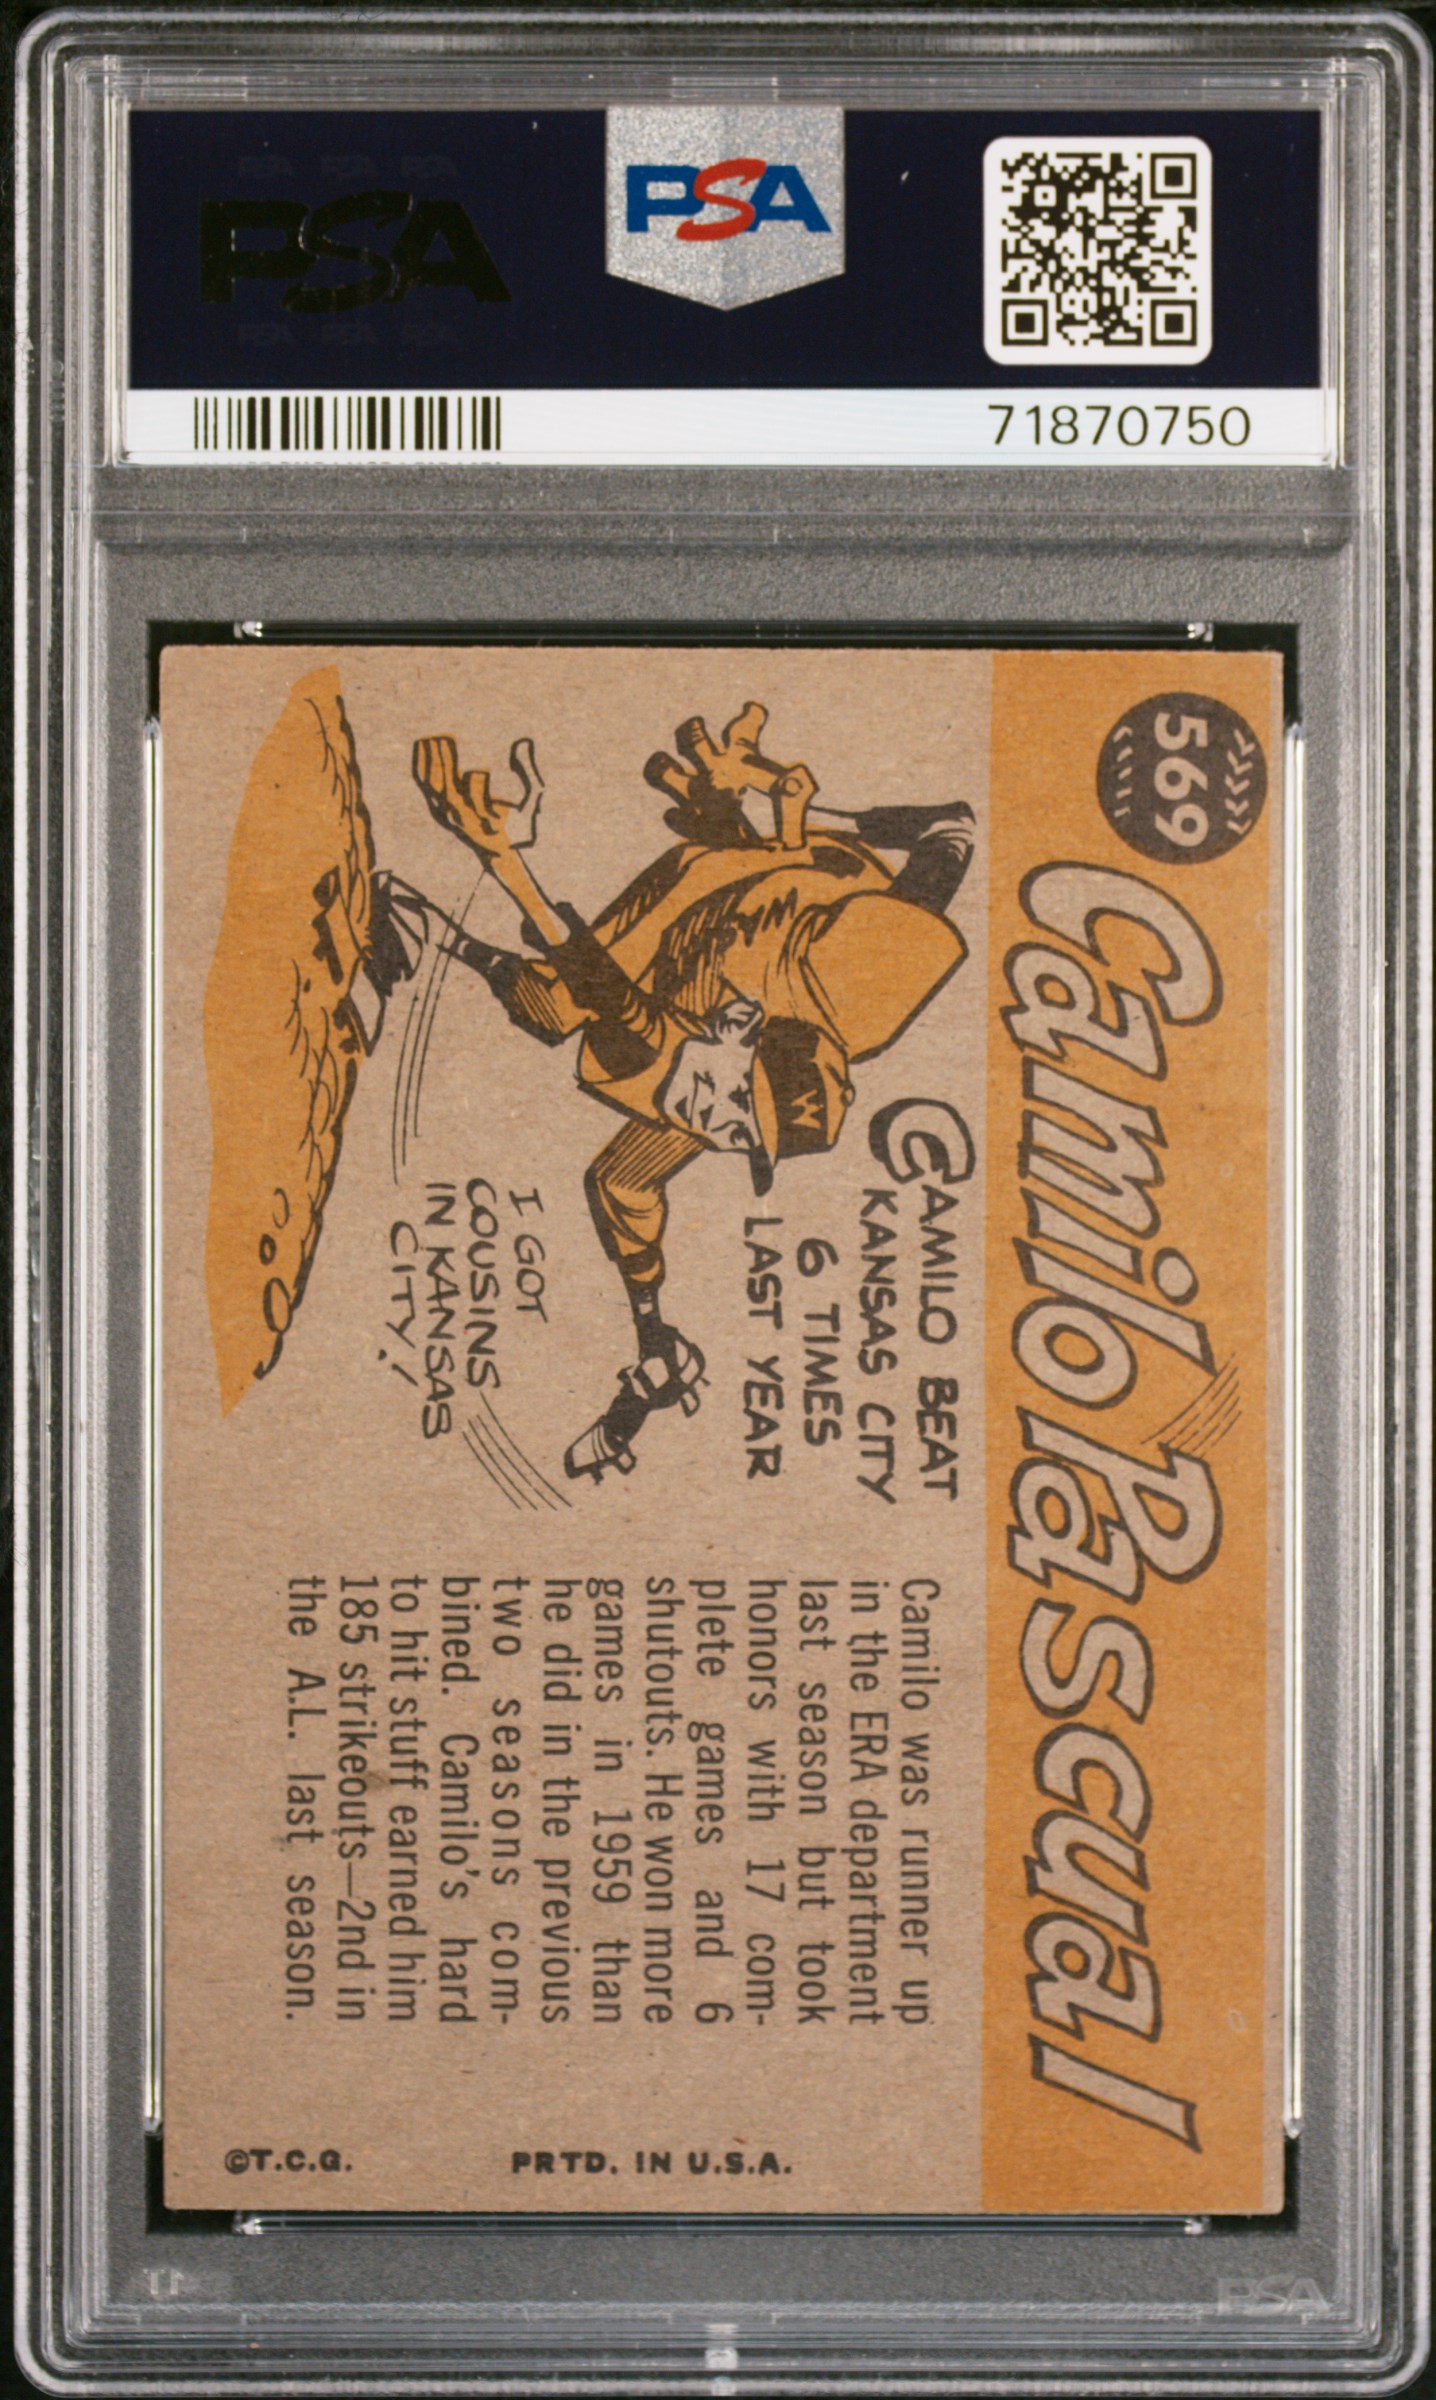 PSA
PSA
71870750
569
Camilo Pascual
CAMILO BEAT
KANSAS CITY
6 TIMES
LAST YEAR
W
I GOT
COUSINS
IN KANSAS
CITY!
Camilo was runner up
in the ERA department
last season but took
honors with 17 com-
plete games and 6
shutouts. He won more
games in 1959 than
he did in the previous
two seasons com-
bined. Camilo's hard
to hit stuff earned him
185 strikeouts—2nd in
the A.L. last season.
©T.C.G.
PRTD. IN U.S.A.
PSA